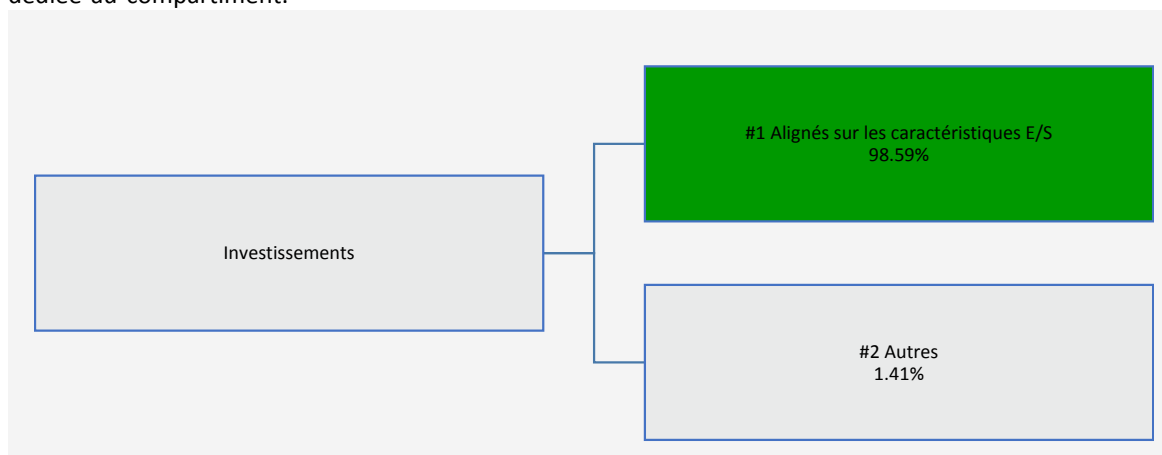 dédiée au compartiment.
#1 Alignés sur les caractéristiques E/S
98.59%
Investissements
#2 Autres
1.41%